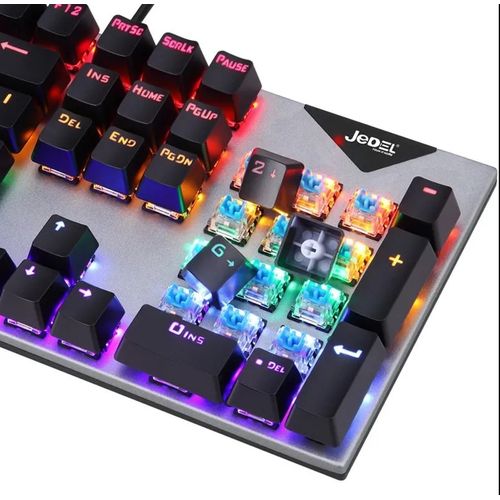 F12
PRTSC
SCRLK
PAUSE
INS
HOME
PGUP
DEL
END
PGDN
JEDEL
2 ↓
-
+
↑
←
↓
→
0 INS
• DEL